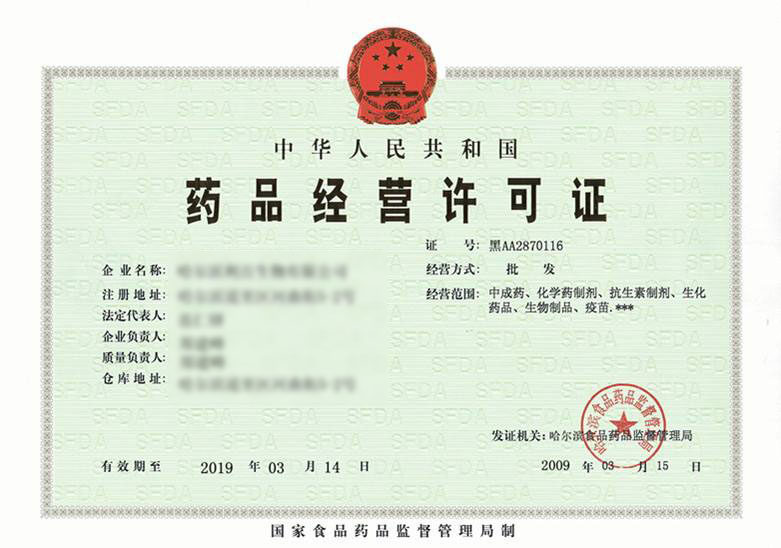 中华人民共和国
药品经营许可证
证 号: 黑AA2870116
企业名称:
经营方式: 批 发
注册地址:
经营范围: 中成药、化学药制剂、抗生素制剂、生化
药品、生物制品、疫苗.***
法定代表人:
企业负责人:
质量负责人:
仓库地址:
哈尔滨食品药品监督管理局
发证机关: 哈尔滨食品药品监督管理局
有效期至 2019 年 03 月 14 日
2009 年 03 月 15 日
国家食品药品监督管理局制